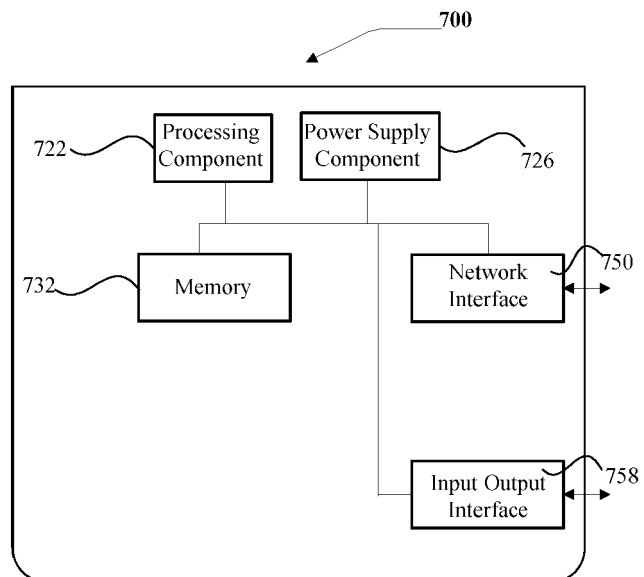 700
Processing
Component
722
Power Supply
Component
726
732
Memory
Network
Interface
750
Input Output
Interface
758